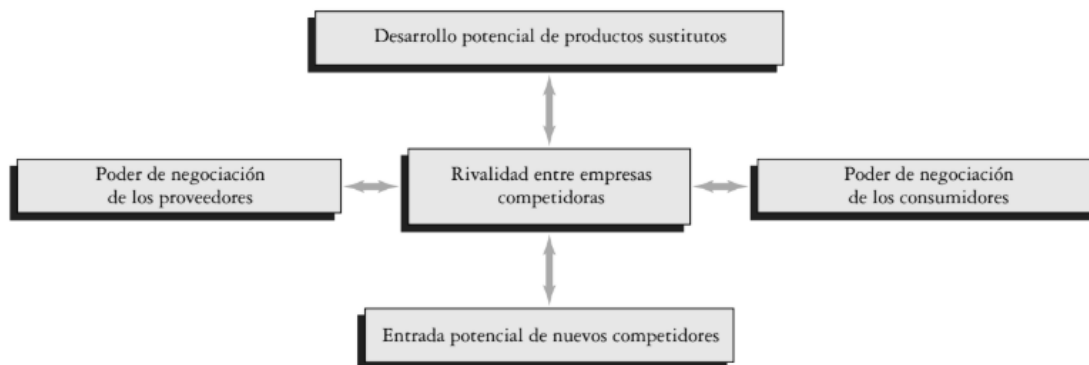 Desarrollo potencial de productos sustitutos
Poder de negociación
de los proveedores
Rivalidad entre empresas
competidoras
Poder de negociación
de los consumidores
Entrada potencial de nuevos competidores